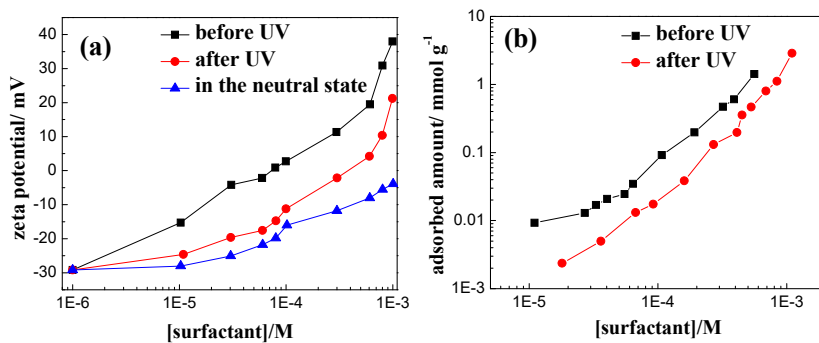 (a)
before UV
after UV
in the neutral state
zeta potential/ mV
40
30
20
10
0
-10
-20
-30
1E-6
1E-5
1E-4
1E-3
[surfactant]/M
(b)
before UV
after UV
adsorbed amount/ mmol g⁻¹
10
1
0.1
0.01
1E-3
1E-5
1E-4
1E-3
[surfactant]/M